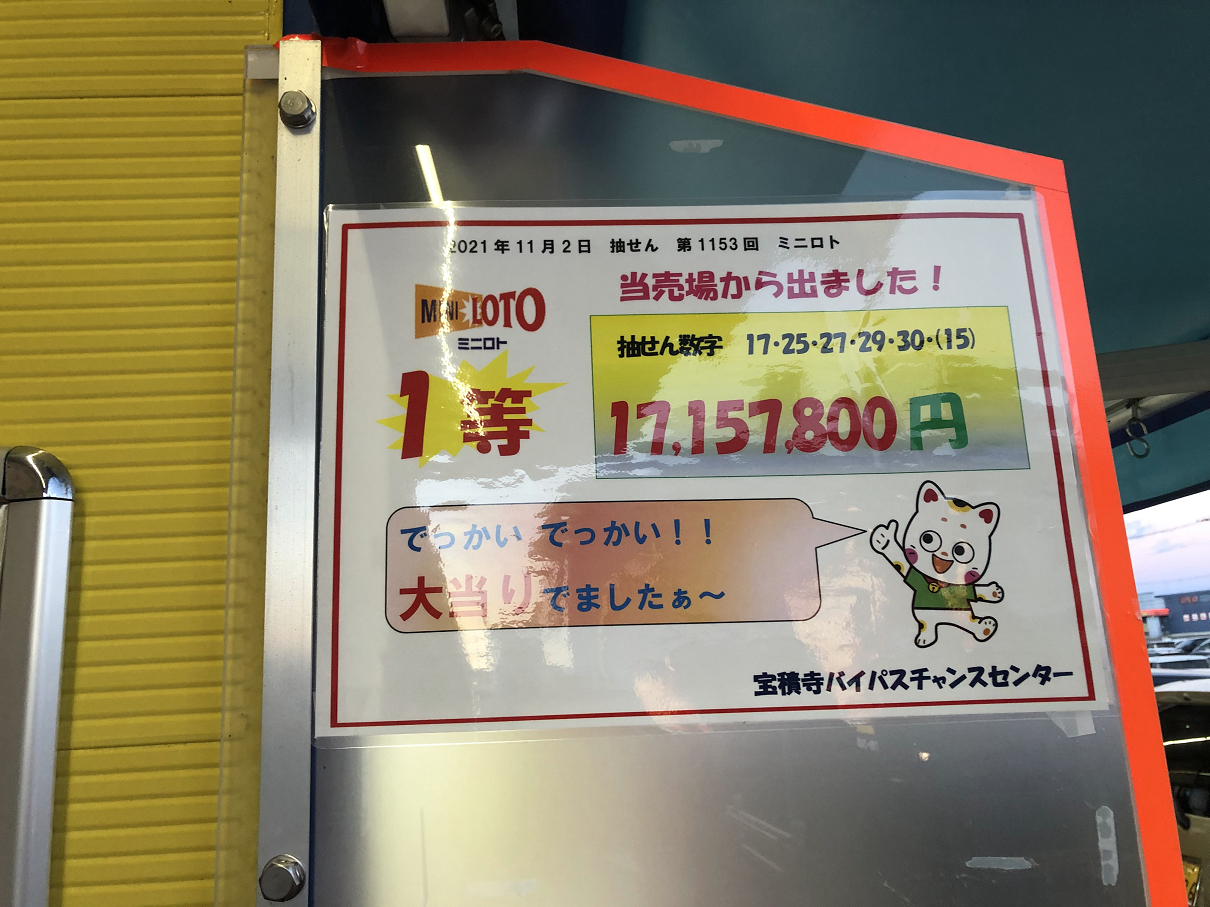 2021年11月2日 抽せん 第1153回 ミニロト
当売場から出ました!
MINI LOTO
ミニロト
1等
抽せん数字 17・25・27・29・30・(15)
17,157,800円
でっかい でっかい!!
大当りでましたぁ～
宝積寺バイパスチャンスセンター